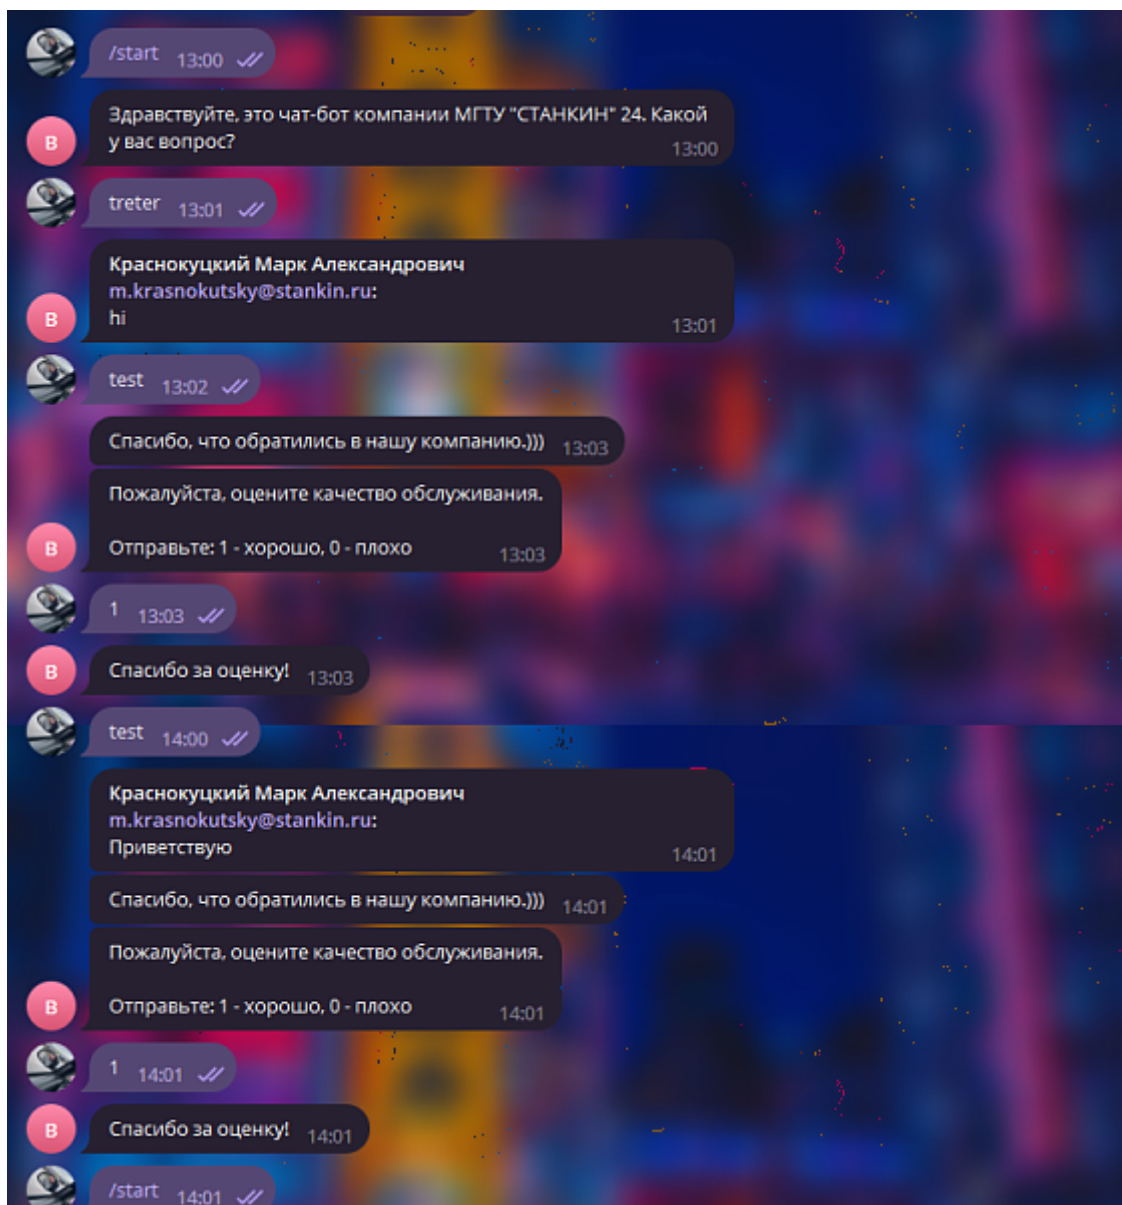 /start 13:00
Здравствуйте, это чат-бот компании МГТУ "СТАНКИН" 24. Какой
у вас вопрос?
13:00
В
treter 13:01
Краснокуцкий Марк Александрович
m.krasnokutsky@stankin.ru:
hi
13:01
В
test 13:02
Спасибо, что обратились в нашу компанию.))) 13:03
Пожалуйста, оцените качество обслуживания.
Отправьте: 1 - хорошо, 0 - плохо 13:03
В
1 13:03
В
Спасибо за оценку! 13:03
test 14:00
Краснокуцкий Марк Александрович
m.krasnokutsky@stankin.ru:
Приветствую
14:01
Спасибо, что обратились в нашу компанию.))) 14:01
Пожалуйста, оцените качество обслуживания.
Отправьте: 1 - хорошо, 0 - плохо 14:01
В
1 14:01
В
Спасибо за оценку! 14:01
/start 14:01